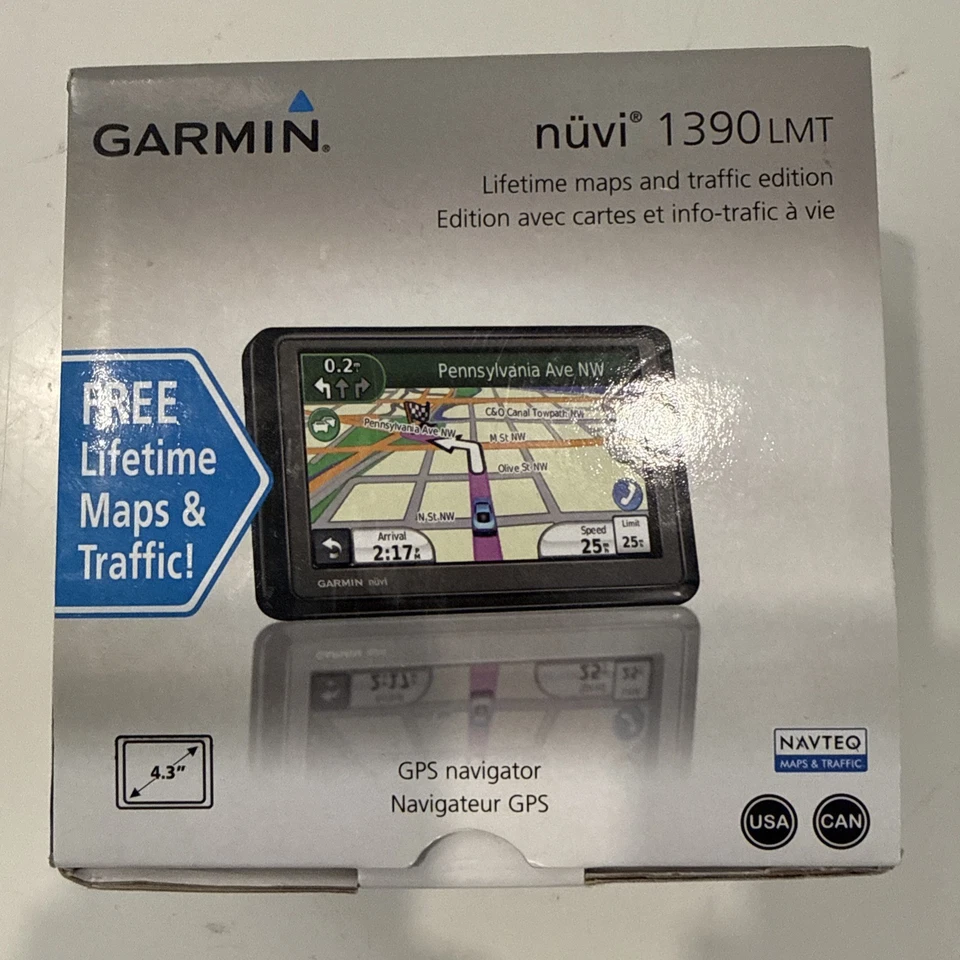 GARMIN®
nüvi® 1390 LMT
Lifetime maps and traffic edition
Edition avec cartes et info-trafic à vie
FREE
Lifetime
Maps &
Traffic!
0.2
Pennsylvania Ave NW
C&O Canal Towpath NW
Pennsylvania Ave NW
M St NW
Olive St NW
N St NW
Arrival
2:17
Speed
25
Limit
25
GARMIN nüvi
4.3"
GPS navigator
Navigateur GPS
NAVTEQ
MAPS & TRAFFIC
USA
CAN